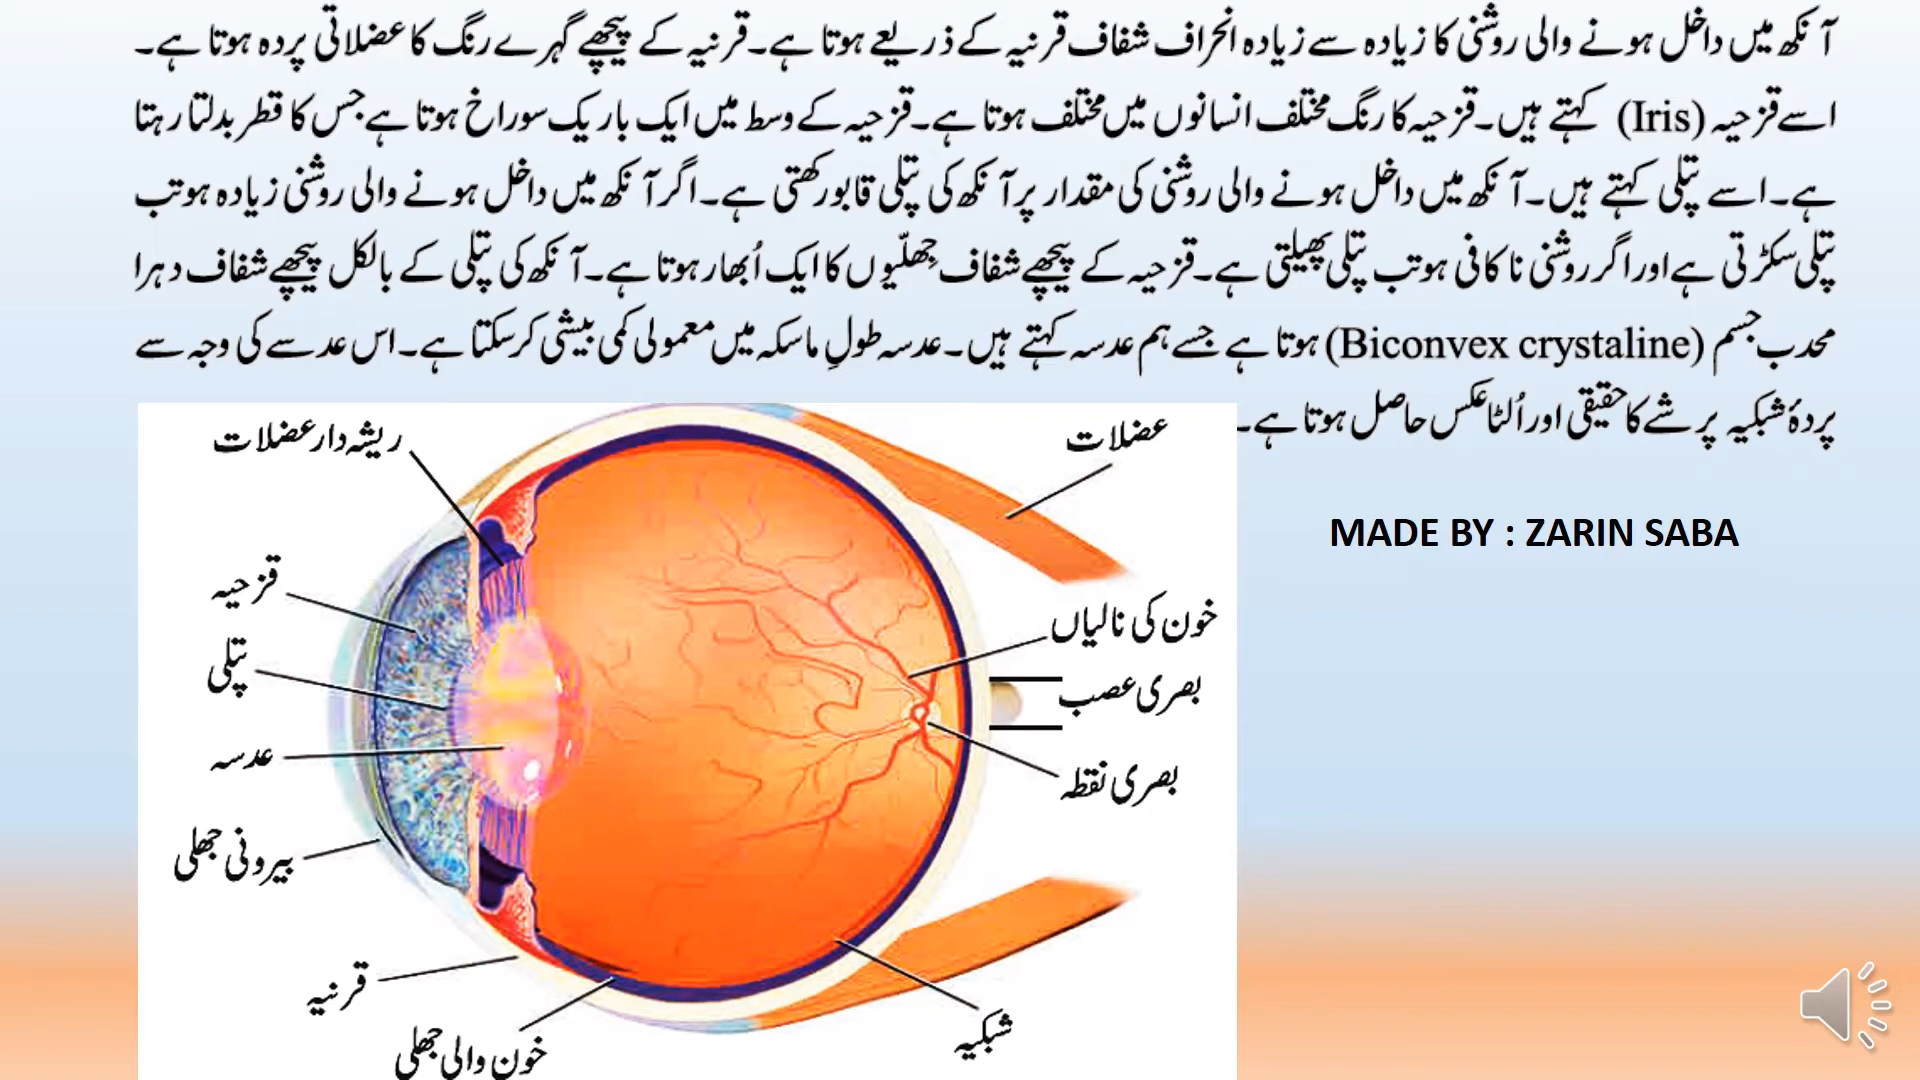 آنکھ میں داخل ہونے والی روشنی کا زیادہ سے زیادہ انحراف شفاف قرنیہ کے ذریعے ہوتا ہے۔ قرنیہ کے پیچھے گہرے رنگ کا عضلاتی پردہ ہوتا ہے۔
اسے قزحیہ (Iris) کہتے ہیں۔ قزحیہ کا رنگ مختلف انسانوں میں مختلف ہوتا ہے۔ قزحیہ کے وسط میں ایک باریک سوراخ ہوتا ہے جس کا قطر بدلتا رہتا
ہے۔ اسے پتلی کہتے ہیں۔ آنکھ میں داخل ہونے والی روشنی کی مقدار پر آنکھ کی پتلی قابو رکھتی ہے۔ اگر آنکھ میں داخل ہونے والی روشنی زیادہ ہو تب
پتلی سکڑتی ہے اور اگر روشنی ناکافی ہو تب پتلی پھیلتی ہے۔ قزحیہ کے پیچھے شفاف جِھلّیوں کا ایک اُبھار ہوتا ہے۔ آنکھ کی پتلی کے بالکل پیچھے شفاف دہرا
محدب جسم (Biconvex crystaline) ہوتا ہے جسے ہم عدسہ کہتے ہیں۔ عدسہ طولِ ماسکہ میں معمولی کمی بیشی کر سکتا ہے۔ اس عدسے کی وجہ سے
پردۂ شبکیہ پر شے کا حقیقی اور اُلٹا عکس حاصل ہوتا ہے۔
عضلات
ریشہ دار عضلات
MADE BY : ZARIN SABA
قزحیہ
خون کی نالیاں
پتلی
بصری عصب
عدسہ
بصری نقطہ
بیرونی جھلی
قرنیہ
شبکیہ
خون والی جھلی